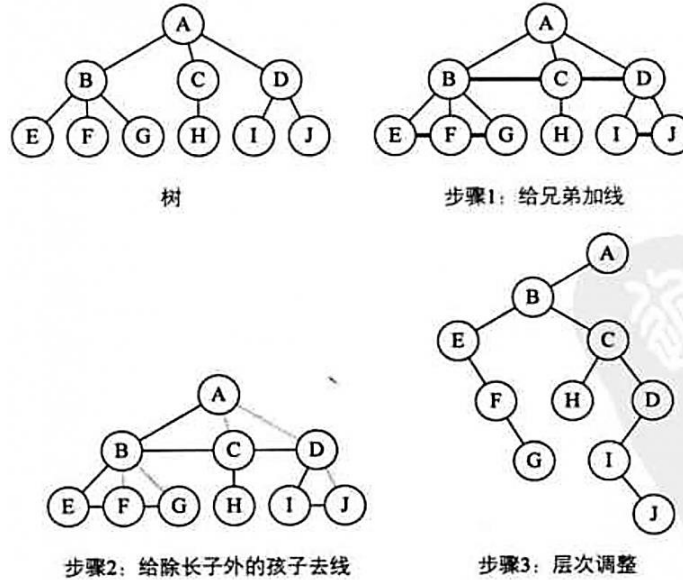 A A
B C D B C D
E F G H I J E F G H I J
树 步骤1：给兄弟加线
A
B
E C
A F H D
B C D G I
E F G H I J J
步骤2：给除长子外的孩子去线 步骤3：层次调整